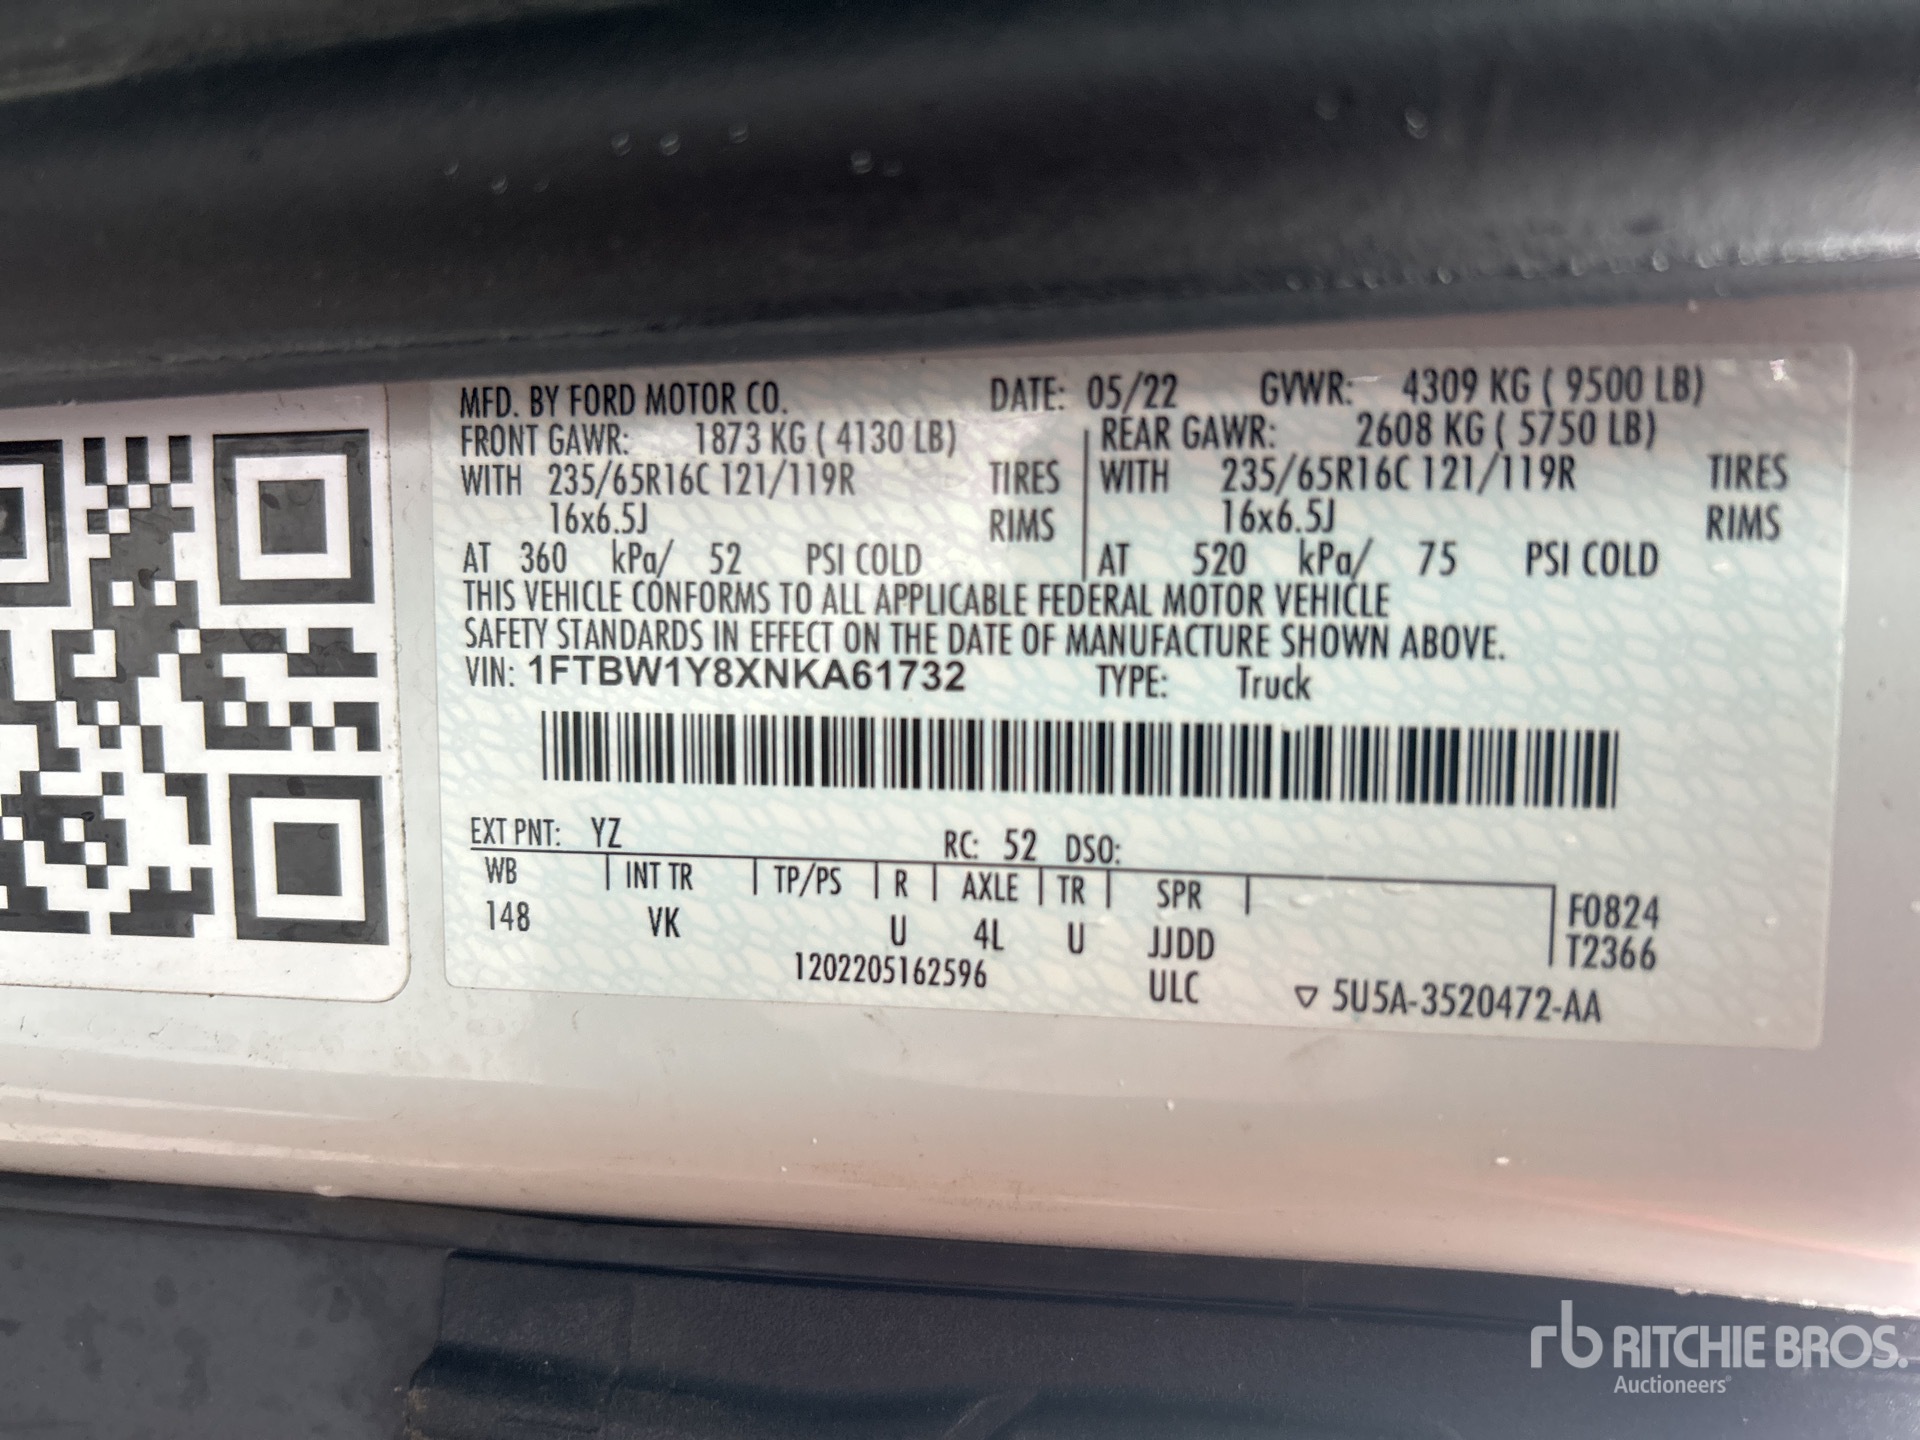 MFD. BY FORD MOTOR CO. DATE: 05/22 GVWR: 4309 KG ( 9500 LB)
FRONT GAWR: 1873 KG ( 4130 LB) REAR GAWR: 2608 KG ( 5750 LB)
WITH 235/65R16C 121/119R TIRES WITH 235/65R16C 121/119R TIRES
16x6.5J RIMS 16x6.5J RIMS
AT 360 kPa/ 52 PSI COLD AT 520 kPa/ 75 PSI COLD
THIS VEHICLE CONFORMS TO ALL APPLICABLE FEDERAL MOTOR VEHICLE
SAFETY STANDARDS IN EFFECT ON THE DATE OF MANUFACTURE SHOWN ABOVE.
VIN: 1FTBW1Y8XNKA61732 TYPE: Truck
EXT PNT: YZ RC: 52 DSO:
WB INT TR TP/PS R AXLE TR SPR
148 VK U 4L U JJDD
F0824
T2366
1202205162596 ULC ▽ 5U5A-3520472-AA
rb RITCHIE BROS.
Auctioneers